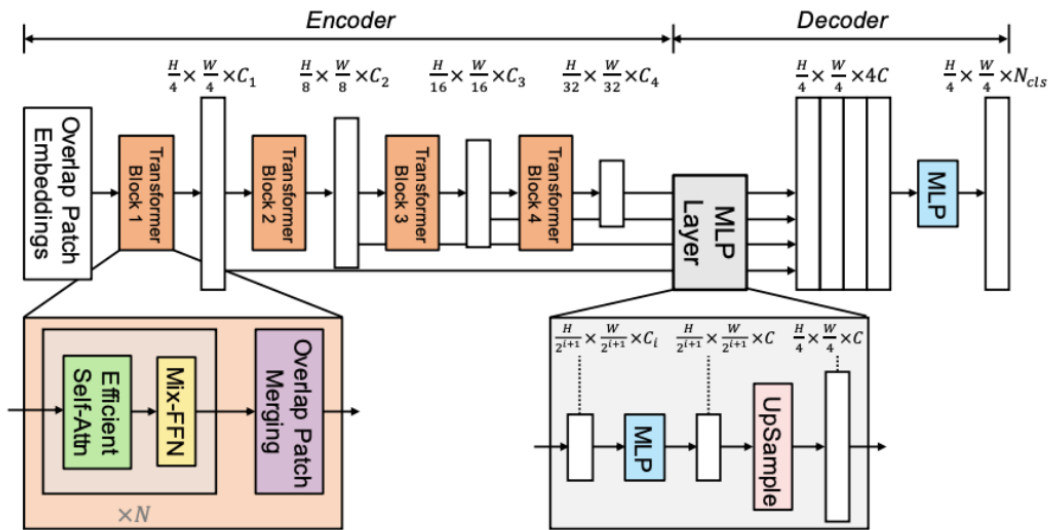 Encoder
Decoder
H/4 × W/4 × C₁
H/8 × W/8 × C₂
H/16 × W/16 × C₃
H/32 × W/32 × C₄
H/4 × W/4 × 4C
H/4 × W/4 × N_cls
Overlap Patch
Embeddings
Transformer
Block 1
Transformer
Block 2
Transformer
Block 3
Transformer
Block 4
MLP
Layer
MLP
Efficient
Self-Attn
Mix-FFN
×N
Overlap Patch
Merging
H/2^{i+1} × W/2^{i+1} × C_i
H/2^{i+1} × W/2^{i+1} × C
H/4 × W/4 × C
MLP
UpSample